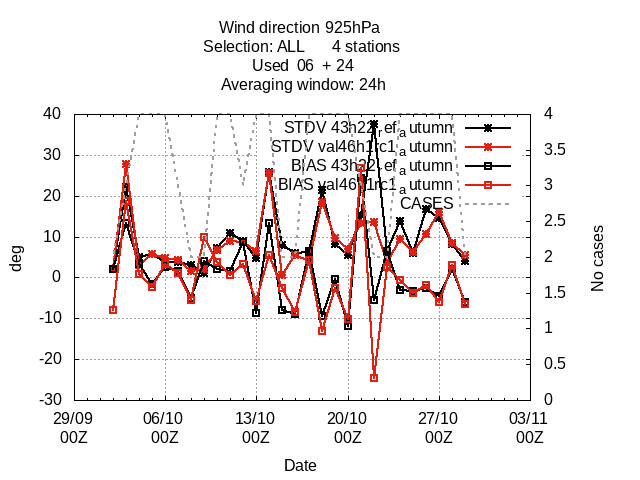 Wind direction 925hPa
Selection: ALL 4 stations
Used 06 + 24
Averaging window: 24h
STDV 43h22_ref_autumn
STDV val46h1rc1_autumn
BIAS 43h22_ref_autumn
BIAS val46h1rc1_autumn
CASES
40
30
20
10
0
-10
-20
-30
deg
4
3.5
3
2.5
2
1.5
1
0.5
0
No cases
29/09 06/10 13/10 20/10 27/10 03/11
00Z 00Z 00Z 00Z 00Z 00Z
Date